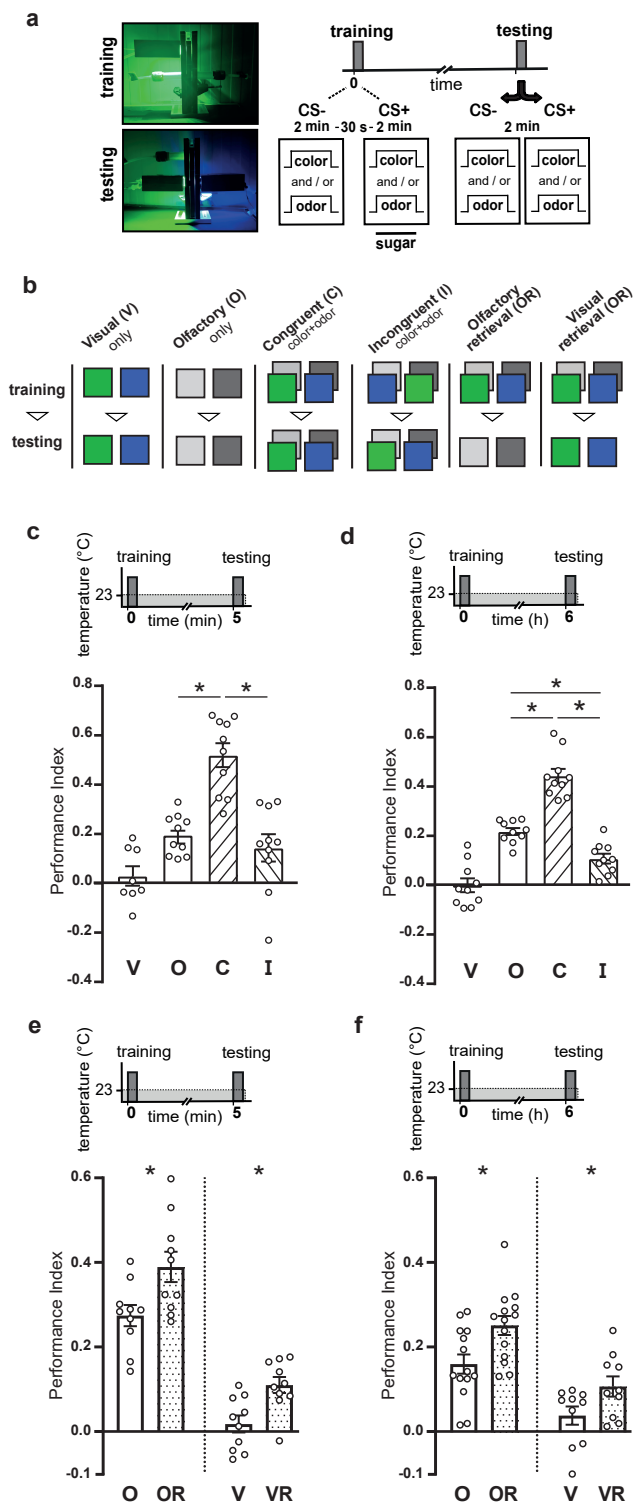 a
training
testing
training
testing
0
time
CS-
CS+
2 min -30 s- 2 min
color
and / or
odor
color
and / or
odor
sugar
CS-
CS+
2 min
color
and / or
odor
color
and / or
odor
b
Visual (V)
only
Olfactory (O)
only
Congruent (C)
color+odor
Incongruent (I)
color+odor
Olfactory
retrieval (OR)
Visual
retrieval (OR)
training
testing
c
temperature (°C)
training
testing
23
0
time (min)
5
Performance Index
0.8
0.6
0.4
0.2
0.0
-0.2
-0.4
*
*
V O C I
d
temperature (°C)
training
testing
23
0
time (h)
6
Performance Index
0.8
0.6
0.4
0.2
0.0
-0.2
-0.4
*
*
*
V O C I
e
temperature (°C)
training
testing
23
0
time (min)
5
Performance Index
0.6
0.4
0.2
0.0
-0.1
*
*
O OR V VR
f
temperature (°C)
training
testing
23
0
time (h)
6
Performance Index
0.6
0.4
0.2
0.0
-0.1
*
*
O OR V VR